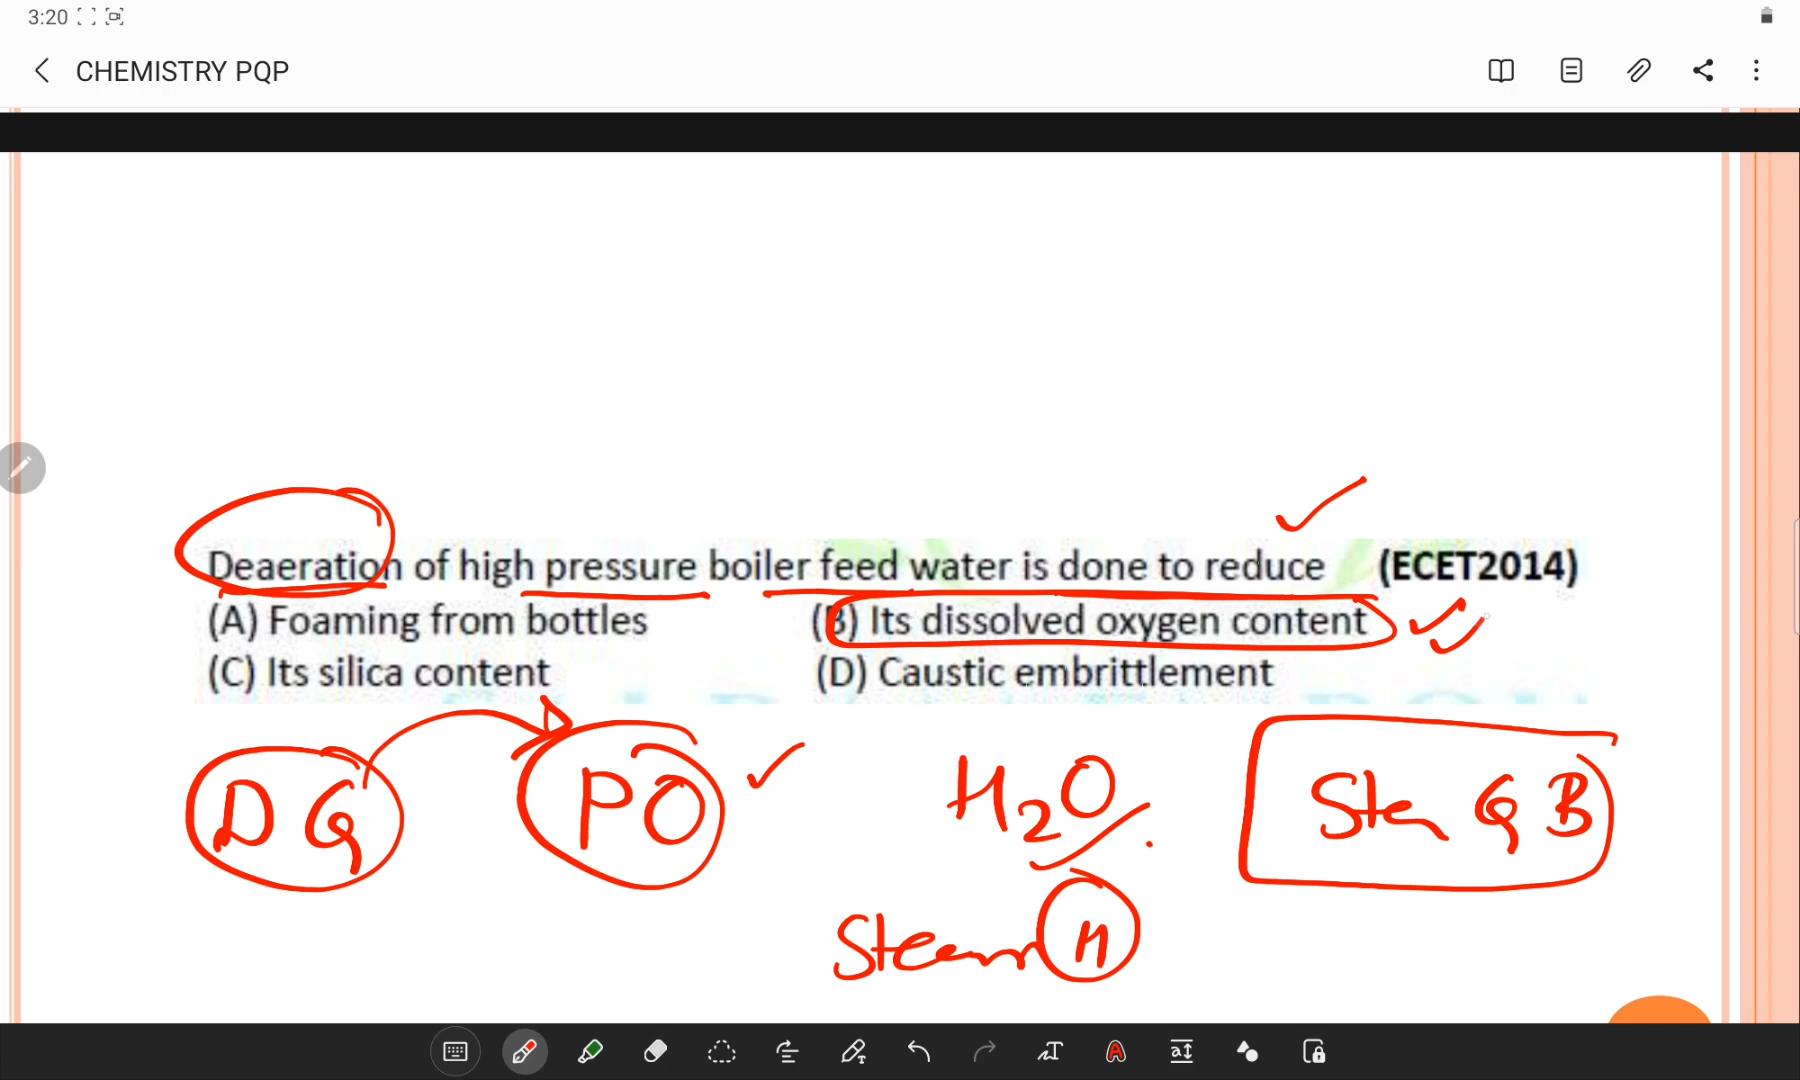 3:20
CHEMISTRY PQP
Deaeration of high pressure boiler feed water is done to reduce (ECET2014)
(A) Foaming from bottles (B) Its dissolved oxygen content
(C) Its silica content (D) Caustic embrittlement
D G PO H2O Ste G B
Steam H